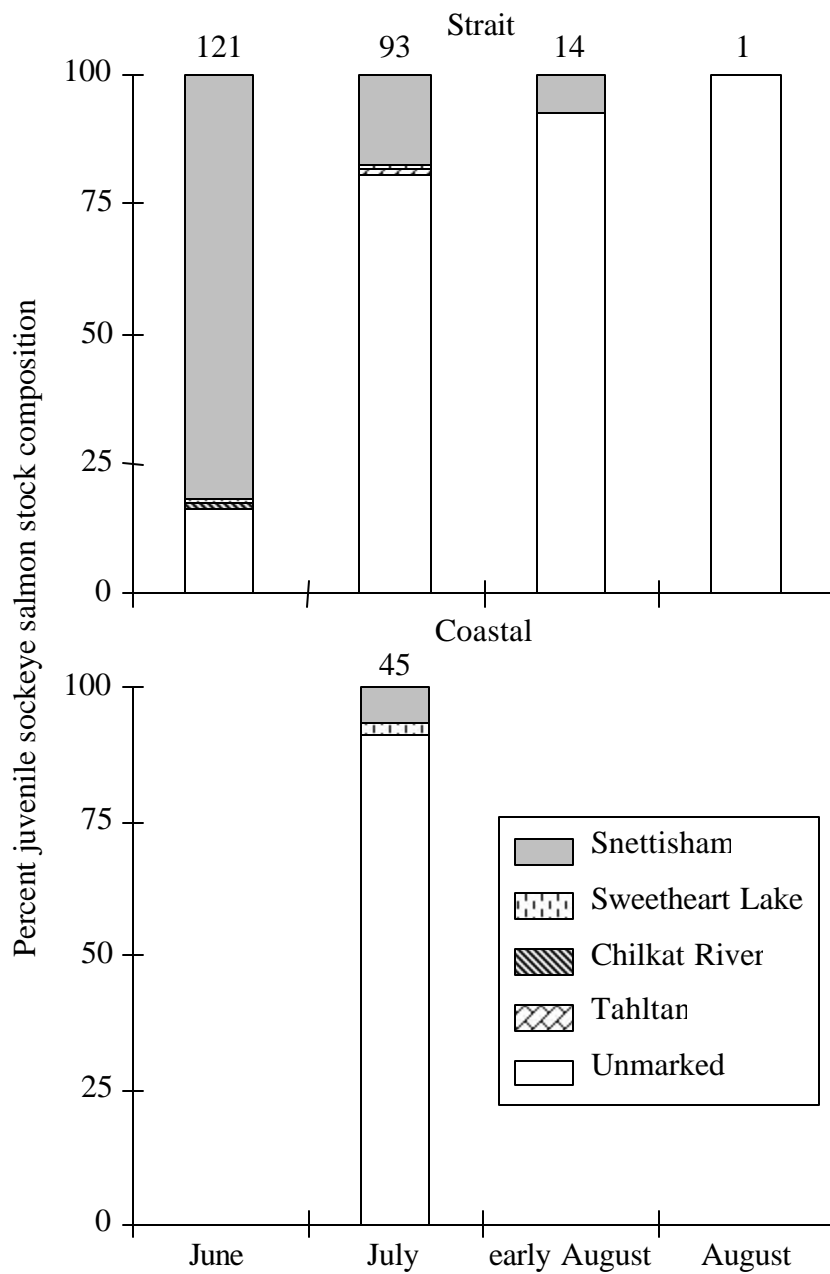 Strait
121 93 14 1
100
75
50
25
0
Percent juvenile sockeye salmon stock composition
Coastal
45
100
75
50
25
0
Snettisham
Sweetheart Lake
Chilkat River
Tahltan
Unmarked
June July early August August